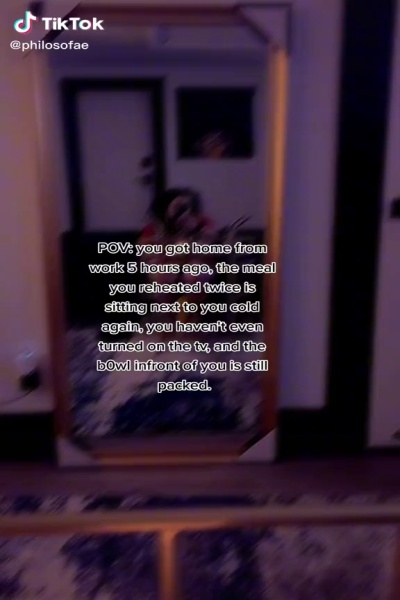 TikTok
@philosofae
POV: you got home from
work 5 hours ago, the meal
you reheated twice is
sitting next to you cold
again, you haven't even
turned on the tv, and the
b0wl infront of you is still
packed.